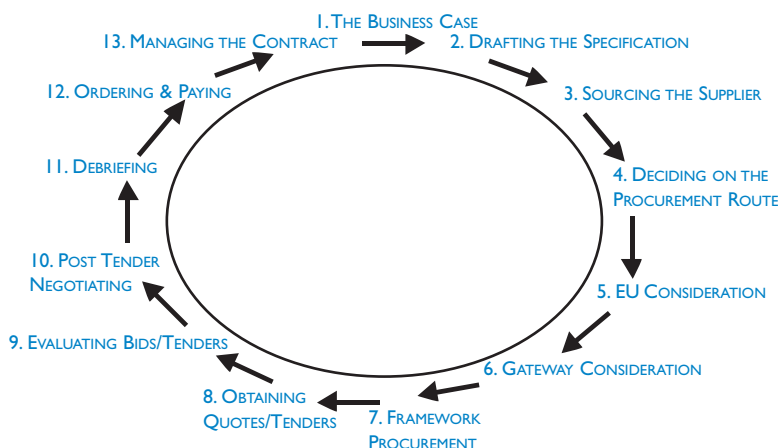 1. The Business Case
2. Drafting the Specification
3. Sourcing the Supplier
4. Deciding on the
Procurement Route
5. EU Consideration
6. Gateway Consideration
7. Framework
Procurement
8. Obtaining
Quotes/Tenders
9. Evaluating Bids/Tenders
10. Post Tender
Negotiating
11. Debriefing
12. Ordering & Paying
13. Managing the Contract